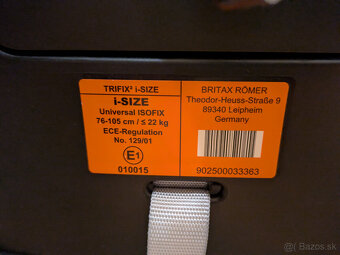 TRIFIX² i-SIZE
i-SIZE
Universal ISOFIX
76-105 cm / ≤ 22 kg
ECE-Regulation
No. 129/01
E1
010015
BRITAX RÖMER
Theodor-Heuss-Straße 9
89340 Leipheim
Germany
902500033363
Bazos.sk